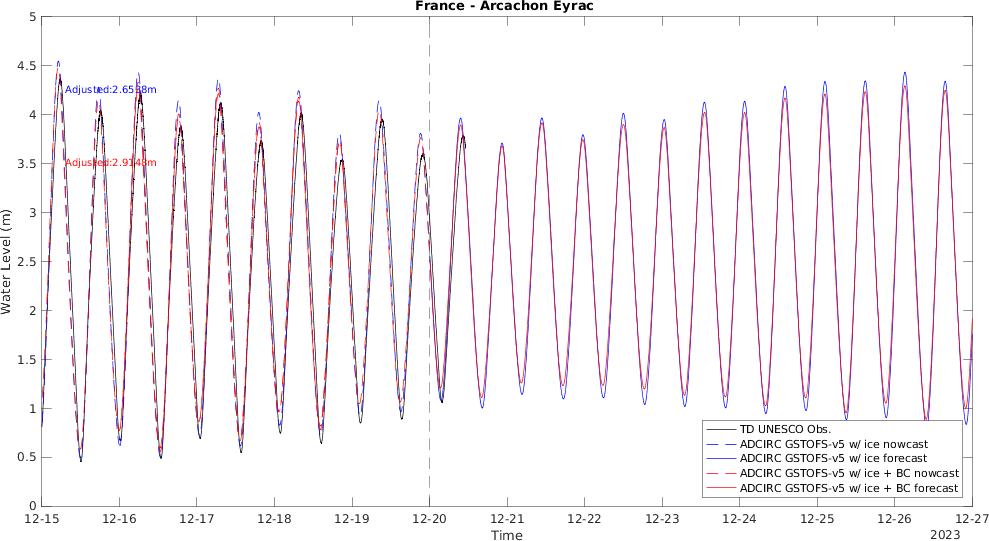 France - Arcachon Eyrac
Water Level (m)
5
4.5
4
3.5
3
2.5
2
1.5
1
0.5
0
Adjusted:2.6538m
Adjusted:2.9148m
TD UNESCO Obs.
ADCIRC GSTOFS-v5 w/ ice nowcast
ADCIRC GSTOFS-v5 w/ ice forecast
ADCIRC GSTOFS-v5 w/ ice + BC nowcast
ADCIRC GSTOFS-v5 w/ ice + BC forecast
12-15 12-16 12-17 12-18 12-19 12-20 12-21 12-22 12-23 12-24 12-25 12-26 12-27
Time
2023